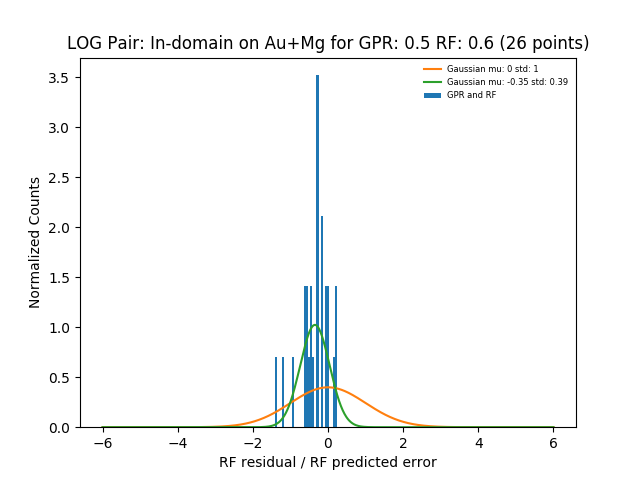 LOG Pair: In-domain on Au+Mg for GPR: 0.5 RF: 0.6 (26 points)
Gaussian mu: 0 std: 1
Gaussian mu: -0.35 std: 0.39
GPR and RF
Normalized Counts
3.5
3.0
2.5
2.0
1.5
1.0
0.5
0.0
−6 −4 −2 0 2 4 6
RF residual / RF predicted error